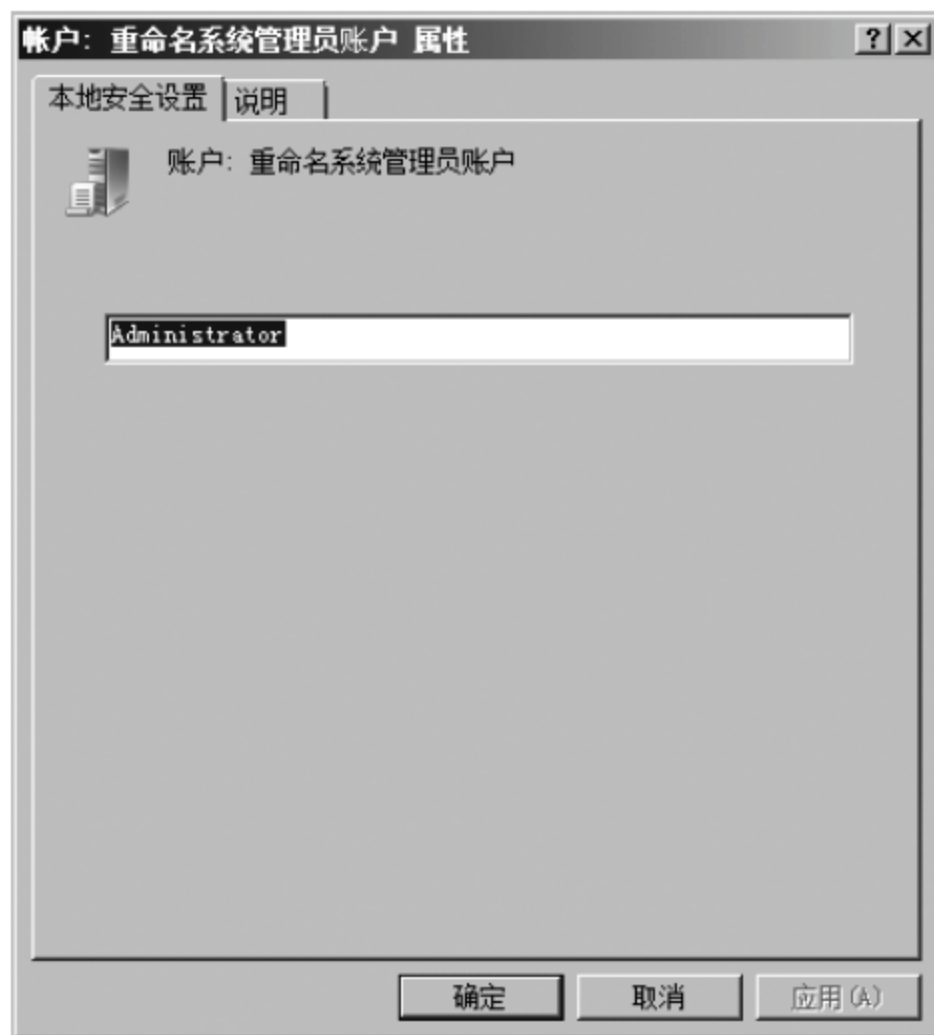 帐户: 重命名系统管理员账户 属性
本地安全设置 说明
账户: 重命名系统管理员账户
Administrator
确定 取消 应用(A)